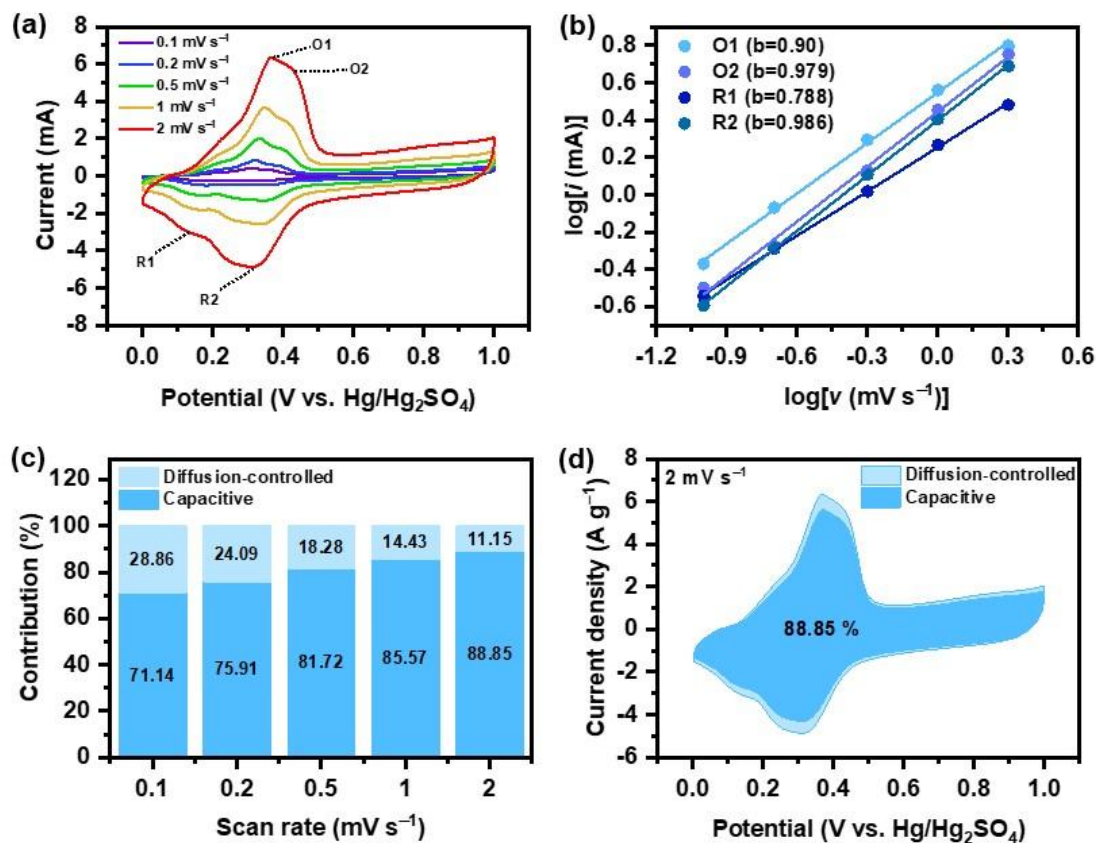 (a)
0.1 mV s⁻¹
0.2 mV s⁻¹
0.5 mV s⁻¹
1 mV s⁻¹
2 mV s⁻¹
O1
O2
R1
R2
8
6
4
2
0
-2
-4
-6
-8
Current (mA)
0.0 0.2 0.4 0.6 0.8 1.0
Potential (V vs. Hg/Hg₂SO₄)
(b)
O1 (b=0.90)
O2 (b=0.979)
R1 (b=0.788)
R2 (b=0.986)
0.8
0.6
0.4
0.2
0.0
-0.2
-0.4
-0.6
log[i (mA)]
-1.2 -0.9 -0.6 -0.3 0.0 0.3 0.6
log[v (mV s⁻¹)]
(c)
Diffusion-controlled
Capacitive
120
100
80
60
40
20
0
Contribution (%)
28.86 24.09 18.28 14.43 11.15
71.14 75.91 81.72 85.57 88.85
0.1 0.2 0.5 1 2
Scan rate (mV s⁻¹)
(d)
2 mV s⁻¹
Diffusion-controlled
Capacitive
8
6
4
2
0
-2
-4
-6
Current density (A g⁻¹)
88.85 %
0.0 0.2 0.4 0.6 0.8 1.0
Potential (V vs. Hg/Hg₂SO₄)